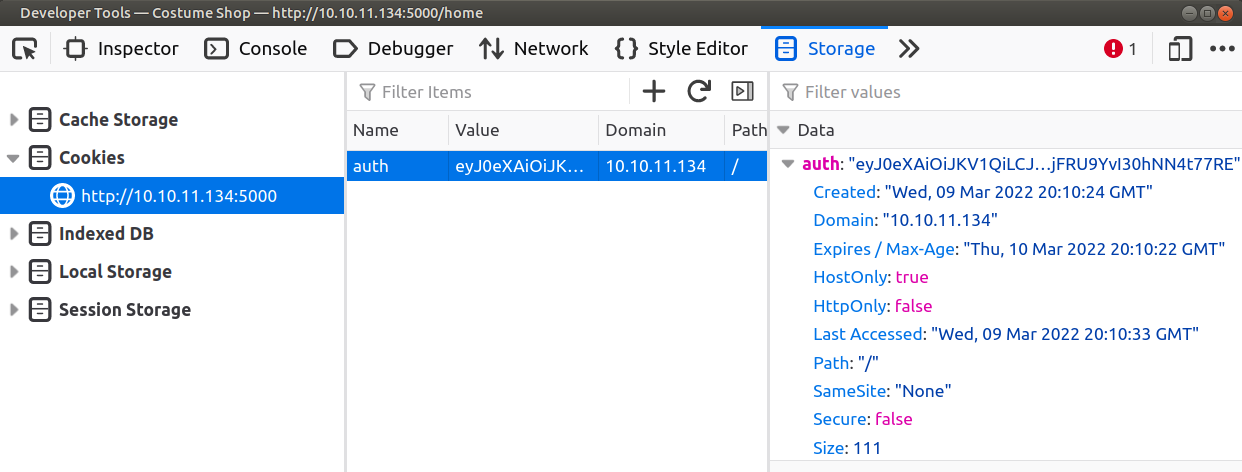 Developer Tools — Costume Shop — http://10.10.11.134:5000/home
Inspector Console Debugger Network Style Editor Storage 1
Cache Storage
Cookies
http://10.10.11.134:5000
Indexed DB
Local Storage
Session Storage
Filter Items
Name Value Domain Path
auth eyJ0eXAiOiJK… 10.10.11.134 /
Filter values
Data
auth: "eyJ0eXAiOiJKV1QiLCJ…jFRU9YvI30hNN4t77RE"
Created: "Wed, 09 Mar 2022 20:10:24 GMT"
Domain: "10.10.11.134"
Expires / Max-Age: "Thu, 10 Mar 2022 20:10:22 GMT"
HostOnly: true
HttpOnly: false
Last Accessed: "Wed, 09 Mar 2022 20:10:33 GMT"
Path: "/"
SameSite: "None"
Secure: false
Size: 111